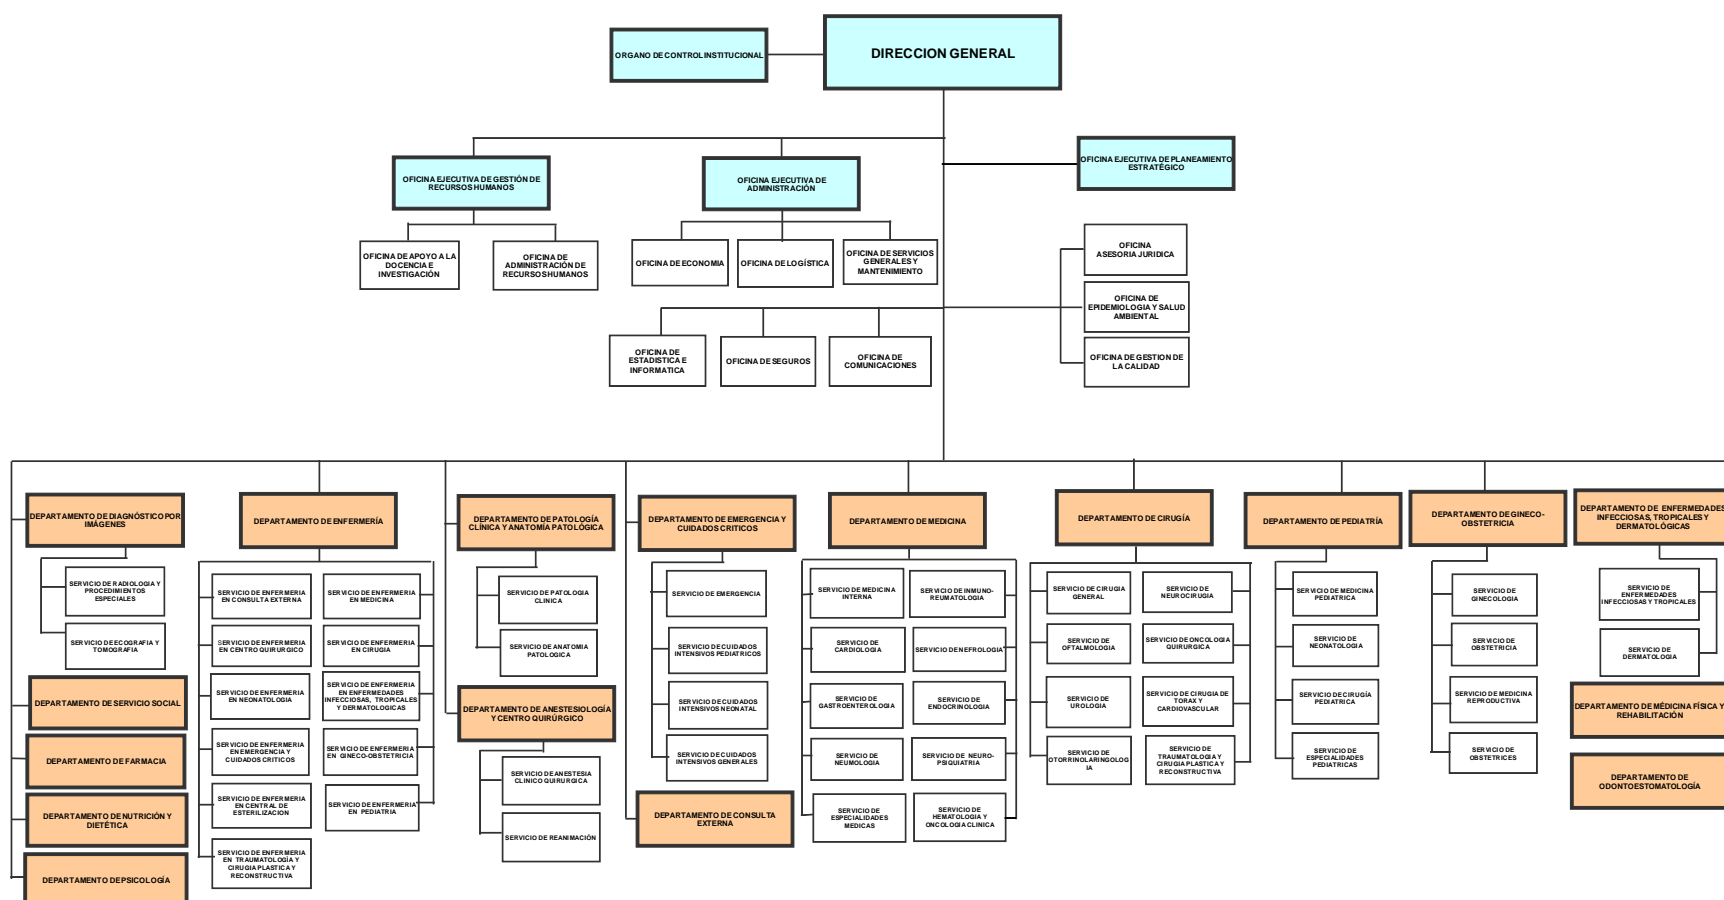 ORGANO DE CONTROL INSTITUCIONAL
DIRECCION GENERAL
OFICINA EJECUTIVA DE GESTIÓN DE
RECURSOS HUMANOS
OFICINA EJECUTIVA DE
ADMINISTRACIÓN
OFICINA EJECUTIVA DE PLANEAMIENTO
ESTRATÉGICO
OFICINA DE APOYO A LA
DOCENCIA E
INVESTIGACIÓN
OFICINA DE
ADMINISTRACIÓN DE
RECURSOS HUMANOS
OFICINA DE ECONOMIA
OFICINA DE LOGÍSTICA
OFICINA DE SERVICIOS
GENERALES Y
MANTENIMIENTO
OFICINA
ASESORIA JURIDICA
OFICINA DE
EPIDEMIOLOGIA Y SALUD
AMBIENTAL
OFICINA DE GESTION DE
LA CALIDAD
OFICINA DE
ESTADISTICA E
INFORMATICA
OFICINA DE SEGUROS
OFICINA DE
COMUNICACIONES
DEPARTAMENTO DE DIAGNÓSTICO POR
IMÁGENES
SERVICIO DE RADIOLOGIA Y
PROCEDIMIENTOS
ESPECIALES
SERVICIO DE ECOGRAFIA Y
TOMOGRAFIA
DEPARTAMENTO DE SERVICIO SOCIAL
DEPARTAMENTO DE FARMACIA
DEPARTAMENTO DE NUTRICIÓN Y
DIETÉTICA
DEPARTAMENTO DE PSICOLOGÍA
DEPARTAMENTO DE ENFERMERÍA
SERVICIO DE ENFERMERIA
EN CONSULTA EXTERNA
SERVICIO DE ENFERMERIA
EN CENTRO QUIRURGICO
SERVICIO DE ENFERMERIA
EN NEONATOLOGIA
SERVICIO DE ENFERMERIA
EN EMERGENCIA Y
CUIDADOS CRITICOS
SERVICIO DE ENFERMERIA
EN CENTRAL DE
ESTERILIZACION
SERVICIO DE ENFERMERIA
EN TRAUMATOLOGÍA Y
CIRUGIA PLASTICA Y
RECONSTRUCTIVA
SERVICIO DE ENFERMERIA
EN MEDICINA
SERVICIO DE ENFERMERIA
EN CIRUGIA
SERVICIO DE ENFERMERIA
EN ENFERMEDADES
INFECCIOSAS, TROPICALES
Y DERMATOLOGICAS
SERVICIO DE ENFERMERIA
EN GINECO-OBSTETRICIA
SERVICIO DE ENFERMERIA
EN PEDIATRIA
DEPARTAMENTO DE PATOLOGÍA
CLÍNICA Y ANATOMÍA PATOLÓGICA
SERVICIO DE PATOLOGIA
CLINICA
SERVICIO DE ANATOMIA
PATOLOGICA
DEPARTAMENTO DE ANESTESIOLOGÍA
Y CENTRO QUIRÚRGICO
SERVICIO DE ANESTESIA
CLINICO QUIRURGICA
SERVICIO DE REANIMACIÓN
DEPARTAMENTO DE EMERGENCIA Y
CUIDADOS CRITICOS
SERVICIO DE EMERGENCIA
SERVICIO DE CUIDADOS
INTENSIVOS PEDIATRICOS
SERVICIO DE CUIDADOS
INTENSIVOS NEONATAL
SERVICIO DE CUIDADOS
INTENSIVOS GENERALES
DEPARTAMENTO DE CONSULTA
EXTERNA
DEPARTAMENTO DE MEDICINA
SERVICIO DE MEDICINA
INTERNA
SERVICIO DE
CARDIOLOGIA
SERVICIO DE
GASTROENTEROLOGIA
SERVICIO DE
NEUMOLOGIA
SERVICIO DE
ESPECIALIDADES
MEDICAS
SERVICIO DE INMUNO-
REUMATOLOGIA
SERVICIO DE NEFROLOGIA
SERVICIO DE
ENDOCRINOLOGIA
SERVICIO DE NEURO-
PSIQUIATRIA
SERVICIO DE
HEMATOLOGIA Y
ONCOLOGIA CLINICA
DEPARTAMENTO DE CIRUGÍA
SERVICIO DE CIRUGIA
GENERAL
SERVICIO DE
OFTALMOLOGIA
SERVICIO DE
UROLOGIA
SERVICIO DE
OTORRINOLARINGOLOG
IA
SERVICIO DE
NEUROCIRUGIA
SERVICIO DE ONCOLOGIA
QUIRURGICA
SERVICIO DE CIRUGIA DE
TORAX Y
CARDIOVASCULAR
SERVICIO DE
TRAUMATOLOGIA Y
CIRUGIA PLASTICA Y
RECONSTRUCTIVA
DEPARTAMENTO DE PEDIATRÍA
SERVICIO DE MEDICINA
PEDIATRICA
SERVICIO DE
NEONATOLOGIA
SERVICIO DE CIRUGÍA
PEDIATRICA
SERVICIO DE
ESPECIALIDADES
PEDIATRICAS
DEPARTAMENTO DE GINECO-
OBSTETRICIA
SERVICIO DE
GINECOLOGIA
SERVICIO DE
OBSTETRICIA
SERVICIO DE MEDICINA
REPRODUCTIVA
SERVICIO DE
OBSTETRICES
DEPARTAMENTO DE ENFERMEDADES
INFECCIOSAS, TROPICALES Y
DERMATOLÓGICAS
SERVICIO DE
ENFERMEDADES
INFECCIOSAS Y TROPICALES
SERVICIO DE
DERMATOLOGIA
DEPARTAMENTO DE MÉDICINA FÍSICA Y
REHABILITACIÓN
DEPARTAMENTO DE
ODONTOESTOMATOLOGÍA